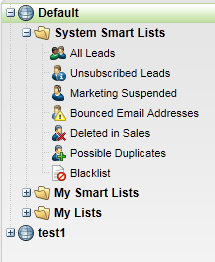 Default
System Smart Lists
All Leads
Unsubscribed Leads
Marketing Suspended
Bounced Email Addresses
Deleted in Sales
Possible Duplicates
Blacklist
My Smart Lists
My Lists
test1